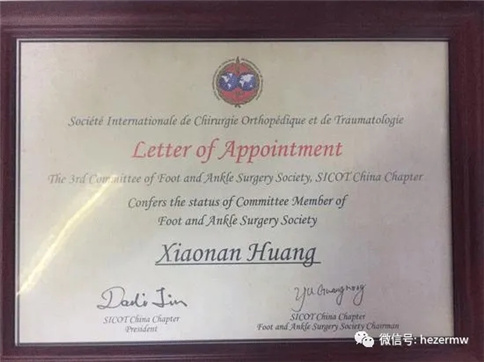 Société Internationale de Chirurgie Orthopédique et de Traumatologie
Letter of Appointment
The 3rd Committee of Foot and Ankle Surgery Society, SICOT China Chapter
Confers the status of Committee Member of
Foot and Ankle Surgery Society
Xiaonan Huang
SICOT China Chapter
President
Yu Guangrong
SICOT China Chapter
Foot and Ankle Surgery Society Chairman
微信号: hezermw